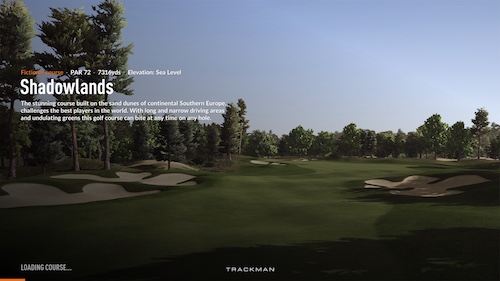 Fictional course · PAR 72 · 7316yds · Elevation: Sea Level
Shadowlands
The stunning course built on the sand dunes of continental Southern Europe,
challenges the best players in the world. With long and narrow driving areas
and undulating greens this golf course can bite at any time on any hole.
LOADING COURSE...
TRACKMAN